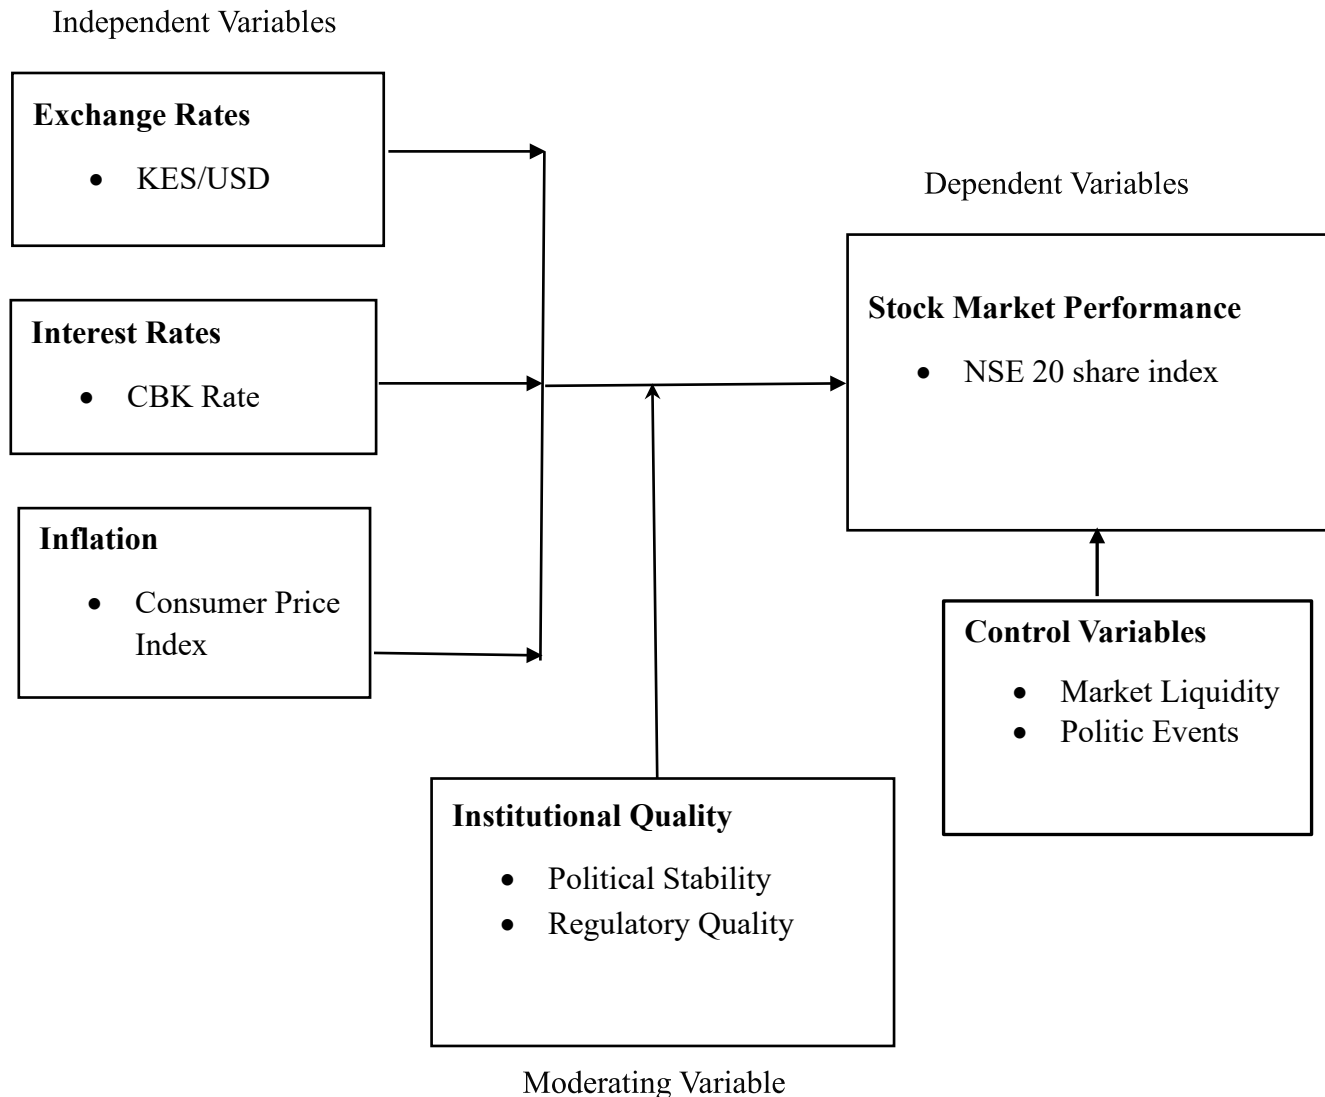 Independent Variables
Exchange Rates
• KES/USD
Interest Rates
• CBK Rate
Inflation
• Consumer Price
Index
Dependent Variables
Stock Market Performance
• NSE 20 share index
Control Variables
• Market Liquidity
• Politic Events
Institutional Quality
• Political Stability
• Regulatory Quality
Moderating Variable